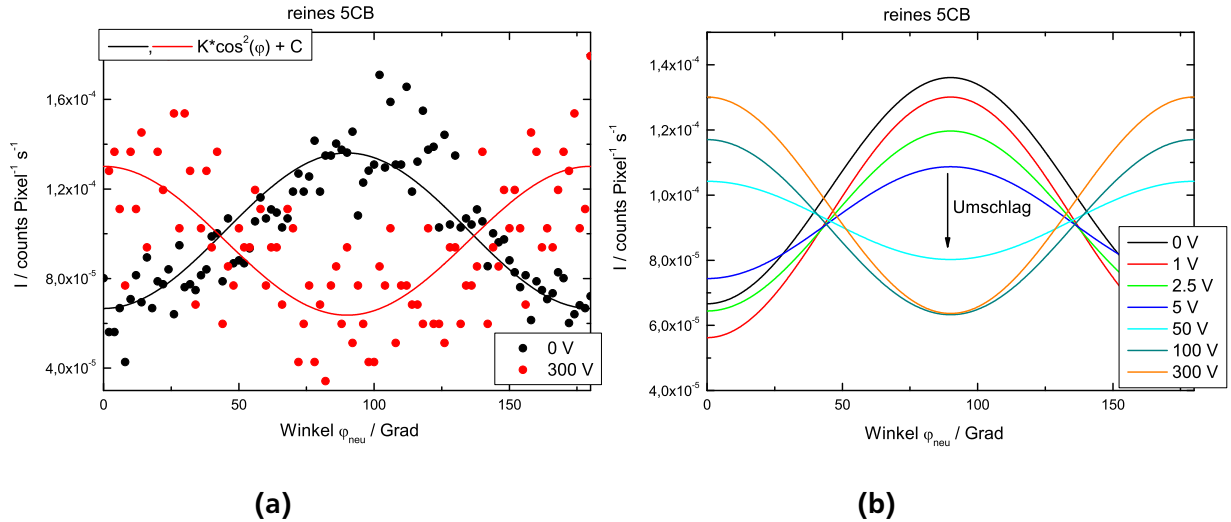 reines 5CB
K*cos²(φ) + C
I / counts Pixel⁻¹ s⁻¹
1,6x10⁻⁴
1,2x10⁻⁴
8,0x10⁻⁵
4,0x10⁻⁵
0 V
300 V
0 50 100 150
Winkel φneu / Grad
(a)
reines 5CB
I / counts Pixel⁻¹ s⁻¹
1,4x10⁻⁴
1,2x10⁻⁴
1,0x10⁻⁴
8,0x10⁻⁵
6,0x10⁻⁵
4,0x10⁻⁵
Umschlag
0 V
1 V
2.5 V
5 V
50 V
100 V
300 V
0 50 100 150
Winkel φneu / Grad
(b)